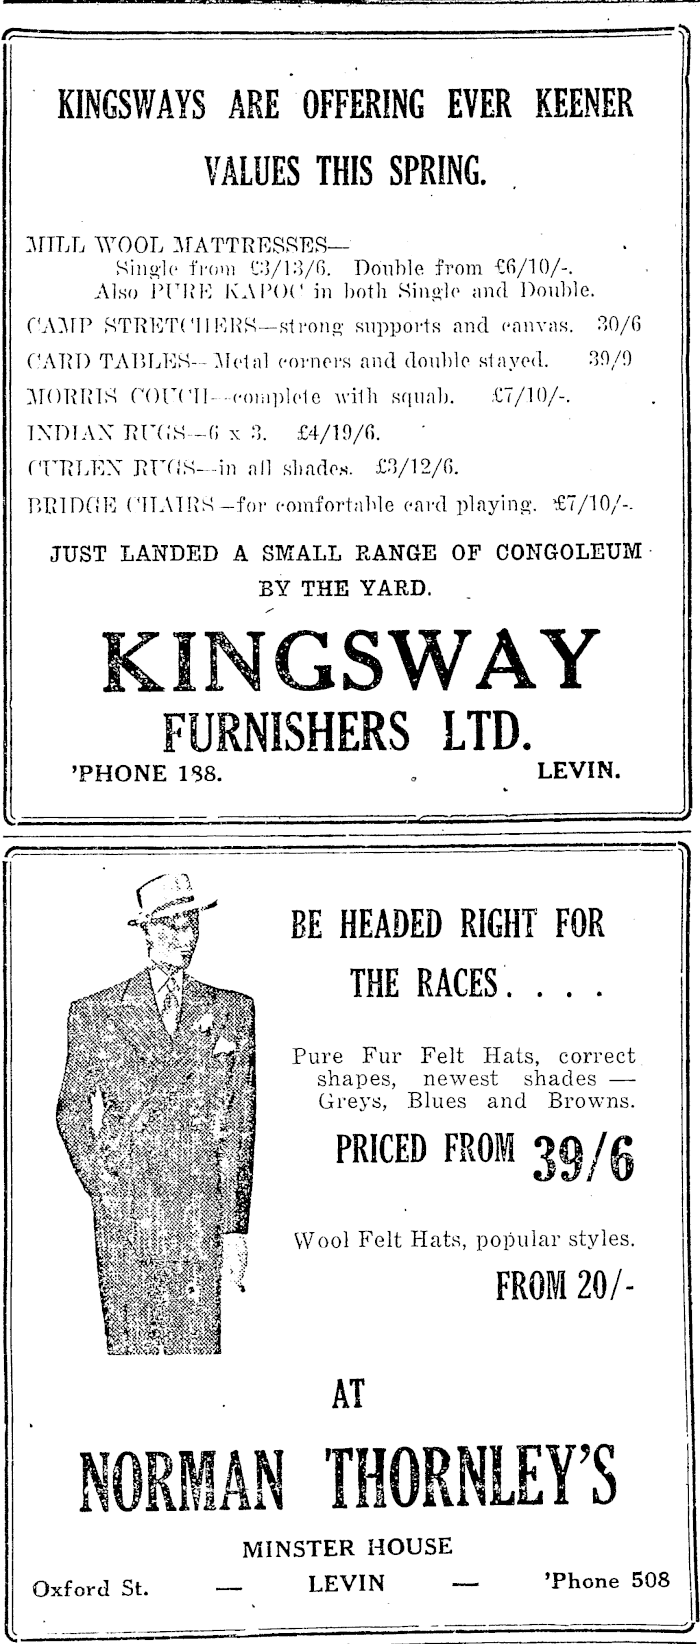 KINGSWAYS ARE OFFERING EVER KEENER
VALUES THIS SPRING.
MILL WOOL MATTRESSES—
Single from £3/13/6. Double from £6/10/-.
Also PURE KAPOC in both Single and Double.
CAMP STRETCHERS—strong supports and canvas. 30/6
CARD TABLES—Metal corners and double stayed. 39/9
MORRIS COUCH—complete with squab. £7/10/-.
INDIAN RUGS—6 x 3. £4/19/6.
CURLEN RUGS—in all shades. £3/12/6.
BRIDGE CHAIRS—for comfortable card playing. £7/10/-.
JUST LANDED A SMALL RANGE OF CONGOLEUM
BY THE YARD.
KINGSWAY
FURNISHERS LTD.
'PHONE 188. LEVIN.
BE HEADED RIGHT FOR
THE RACES. . . .
Pure Fur Felt Hats, correct
shapes, newest shades —
Greys, Blues and Browns.
PRICED FROM 39/6
Wool Felt Hats, popular styles.
FROM 20/-
AT
NORMAN THORNLEY'S
MINSTER HOUSE
Oxford St. — LEVIN — 'Phone 508